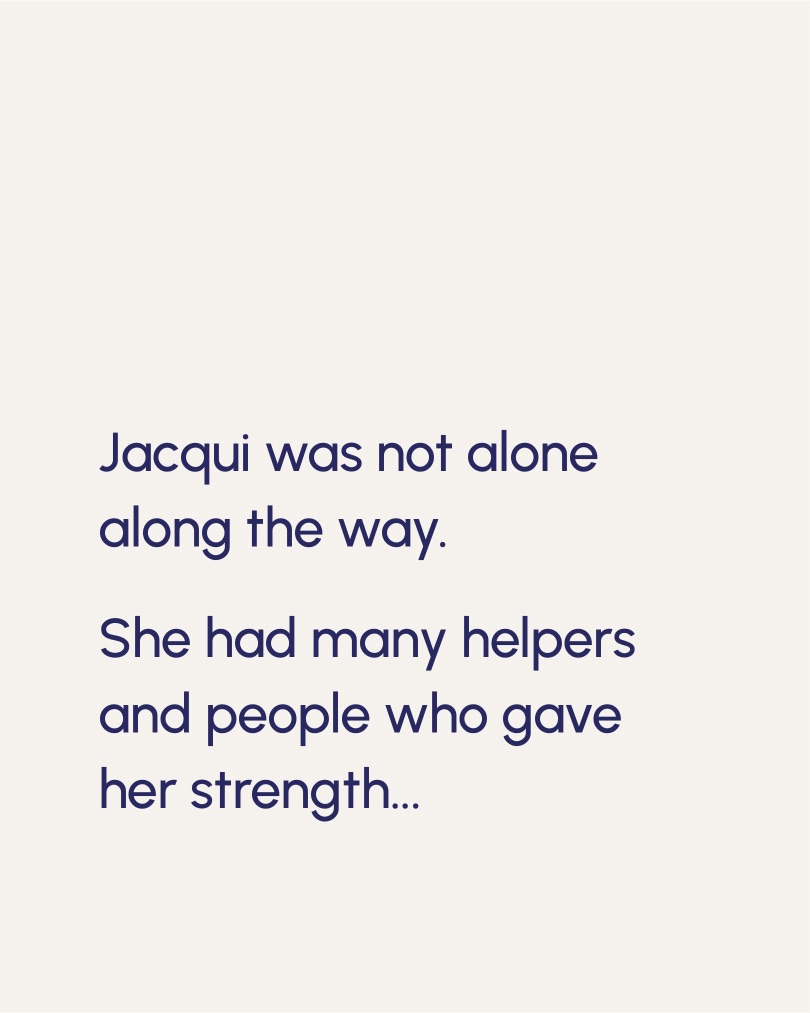 Jacqui was not alone
along the way.
She had many helpers
and people who gave
her strength...